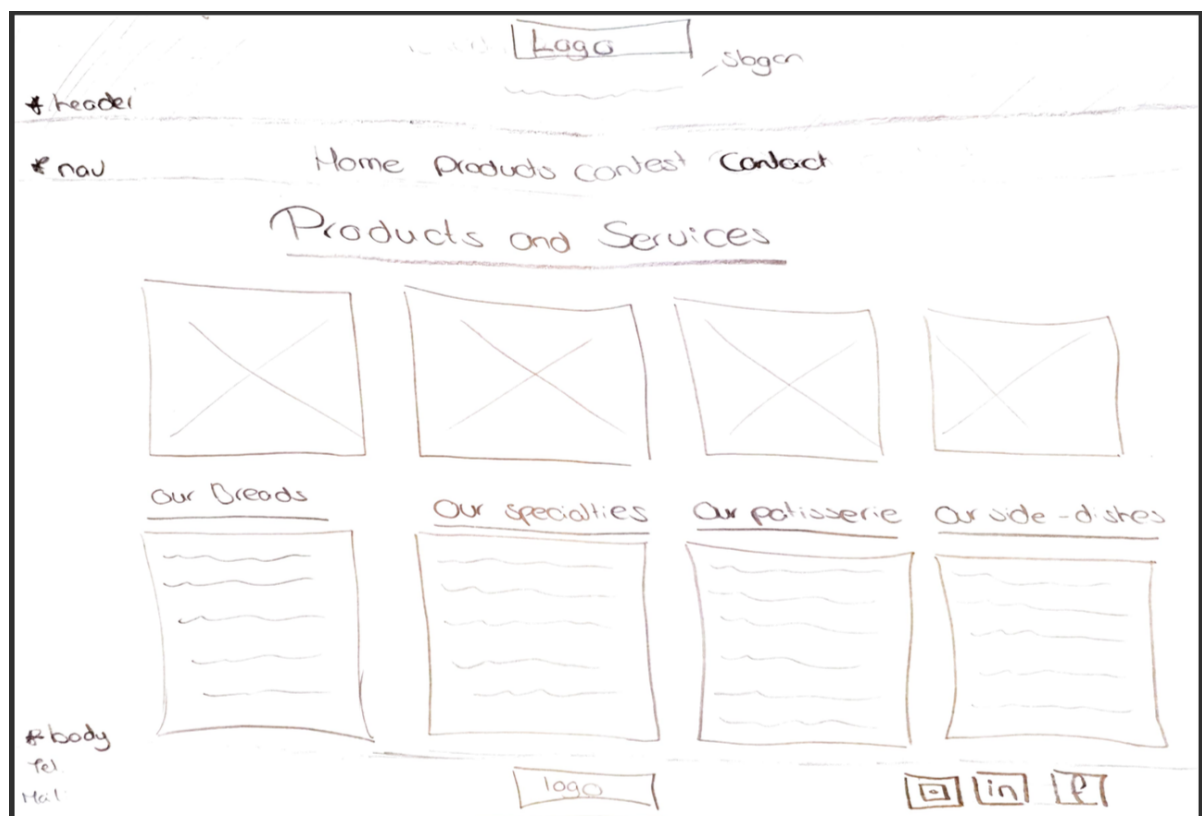 Logo
slogan
* header
* nav Home Products Contest Contact
Products and Services
Our Breads Our specialties Our patisserie Our side-dishes
* body
Tel
Mail
logo
in